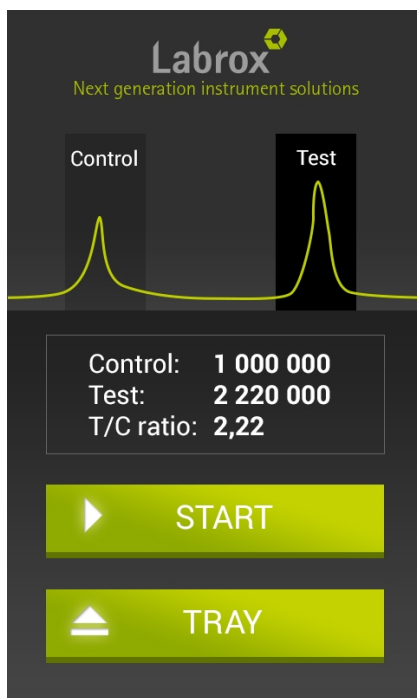 Labrox
Next generation instrument solutions
Control Test
Control: 1 000 000
Test: 2 220 000
T/C ratio: 2,22
START
TRAY